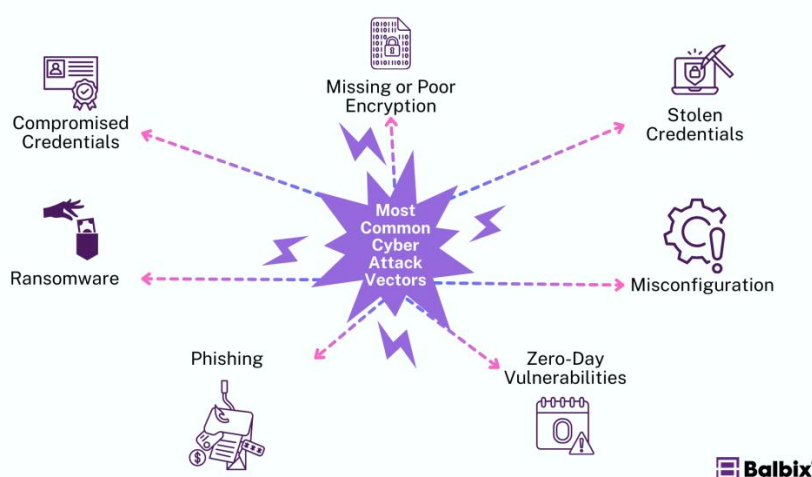 Missing or Poor
Encryption
Compromised
Credentials
Stolen
Credentials
Most
Common
Cyber
Attack
Vectors
Ransomware
Misconfiguration
Phishing
Zero-Day
Vulnerabilities
0
Balbix